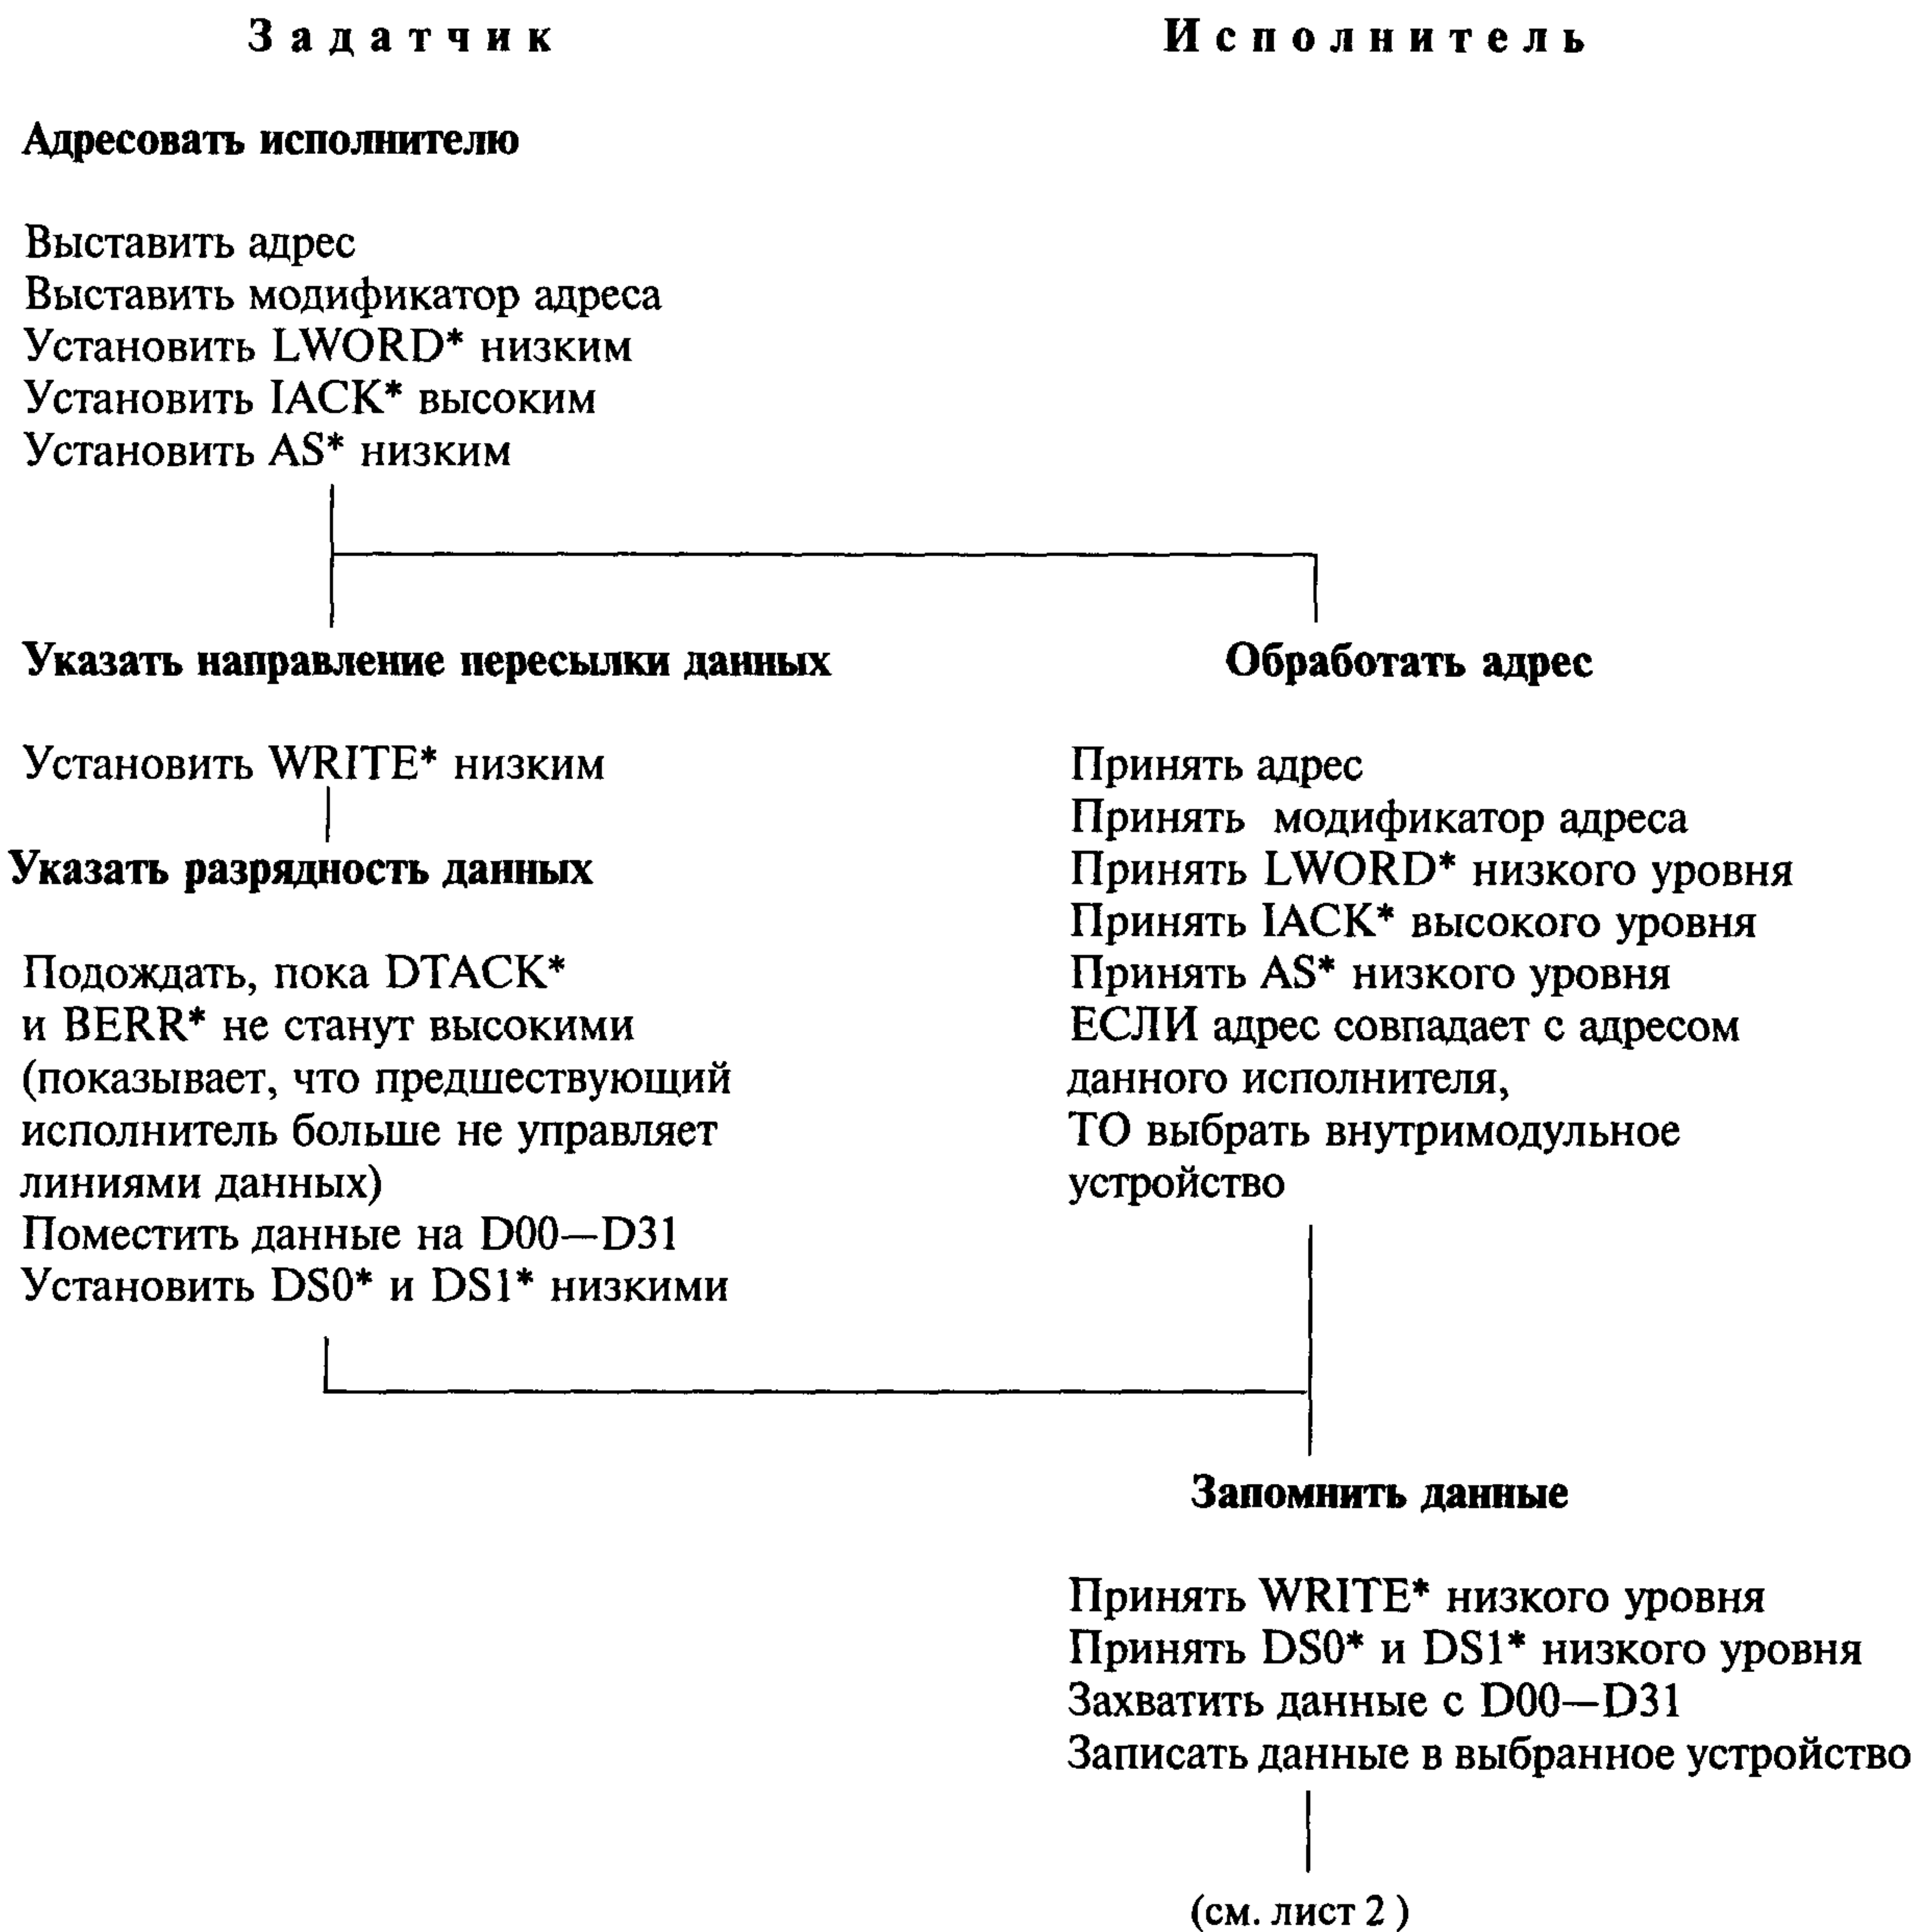 Задатчик
Исполнитель
Адресовать исполнителю
Выставить адрес
Выставить модификатор адреса
Установить LWORD* низким
Установить IACK* высоким
Установить AS* низким
Указать направление пересылки данных
Установить WRITE* низким
Указать разрядность данных
Подождать, пока DTACK*
и BERR* не станут высокими
(показывает, что предшествующий
исполнитель больше не управляет
линиями данных)
Поместить данные на D00—D31
Установить DS0* и DS1* низкими
Обработать адрес
Принять адрес
Принять модификатор адреса
Принять LWORD* низкого уровня
Принять IACK* высокого уровня
Принять AS* низкого уровня
ЕСЛИ адрес совпадает с адресом
данного исполнителя,
ТО выбрать внутримодульное
устройство
Запомнить данные
Принять WRITE* низкого уровня
Принять DS0* и DS1* низкого уровня
Захватить данные с D00—D31
Записать данные в выбранное устройство
(см. лист 2 )